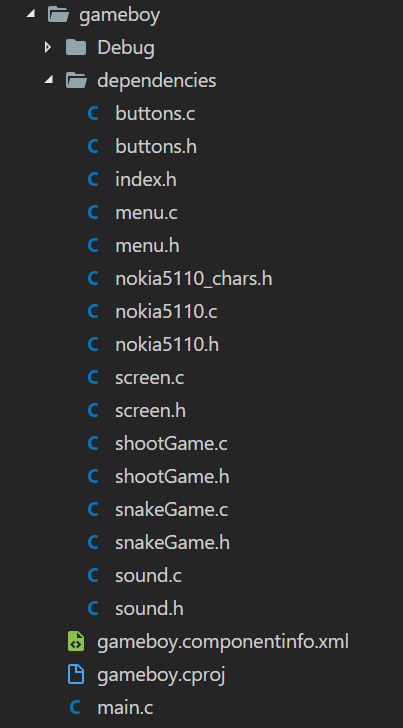 gameboy
Debug
dependencies
C buttons.c
C buttons.h
C index.h
C menu.c
C menu.h
C nokia5110_chars.h
C nokia5110.c
C nokia5110.h
C screen.c
C screen.h
C shootGame.c
C shootGame.h
C snakeGame.c
C snakeGame.h
C sound.c
C sound.h
gameboy.componentinfo.xml
gameboy.cproj
C main.c